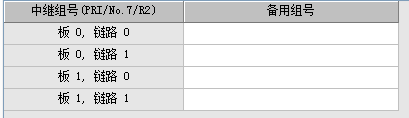 中继组号(PRI/No.7/R2) 备用组号
板 0, 链路 0
板 0, 链路 1
板 1, 链路 0
板 1, 链路 1